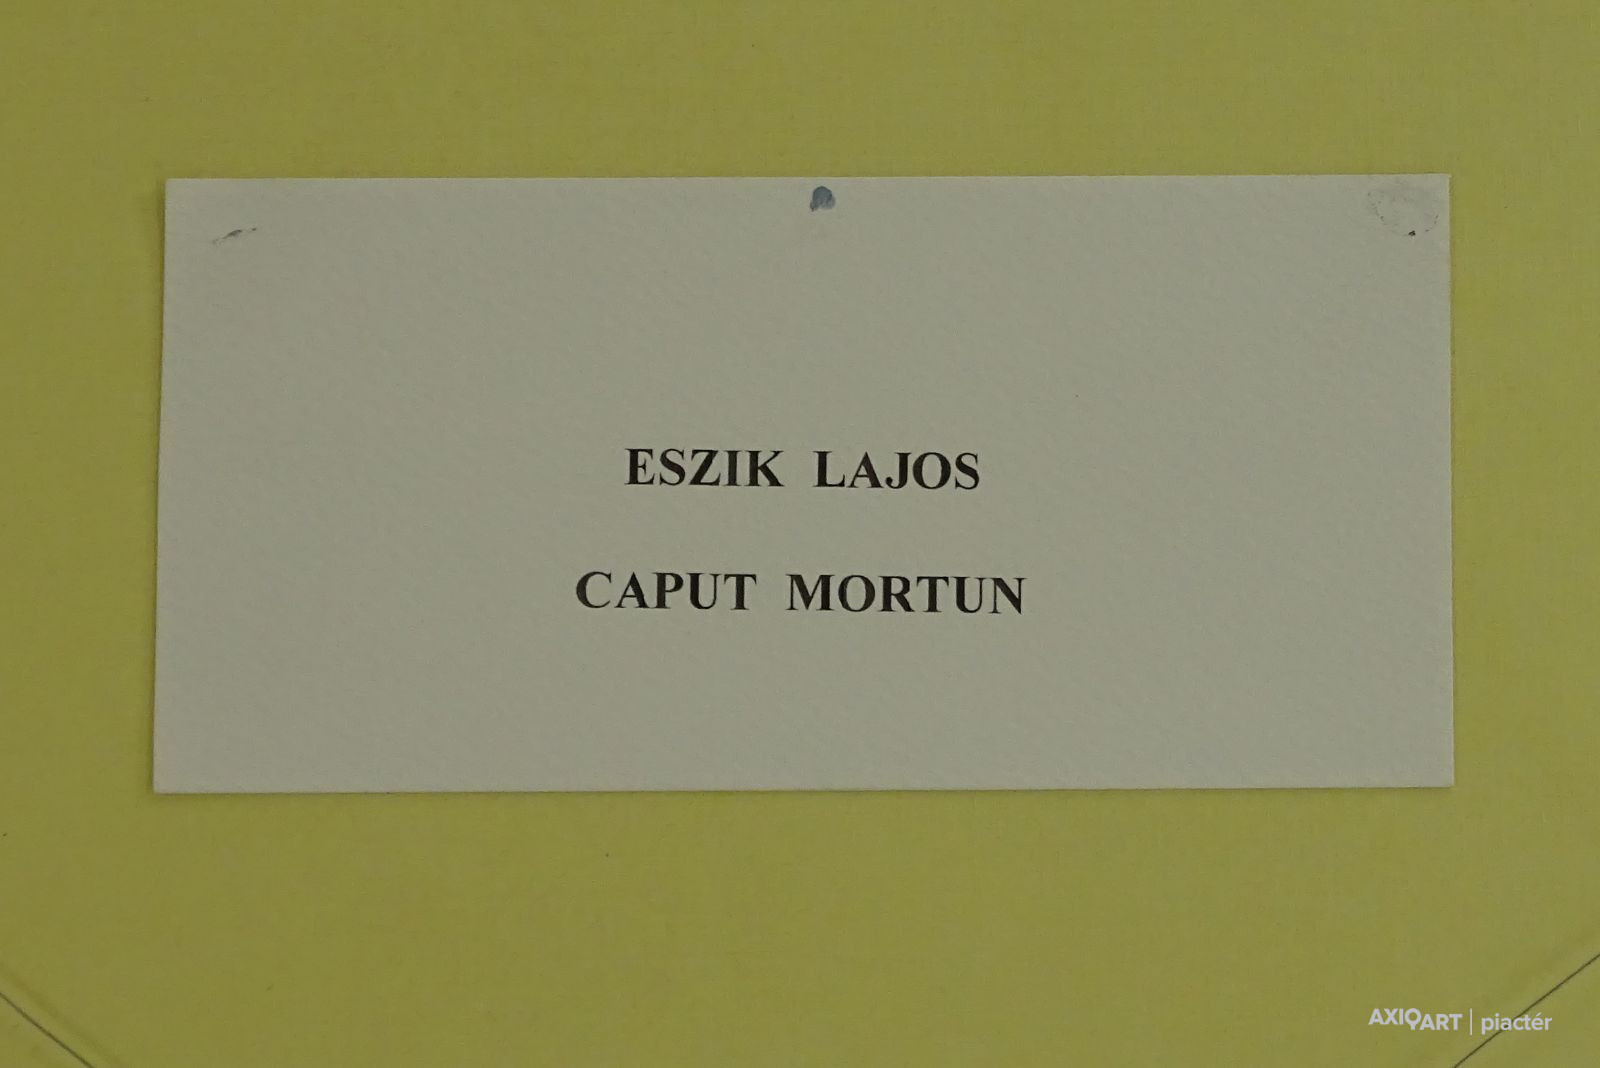 ESZIK LAJOS
CAPUT MORTUN
AXIOART | piactér